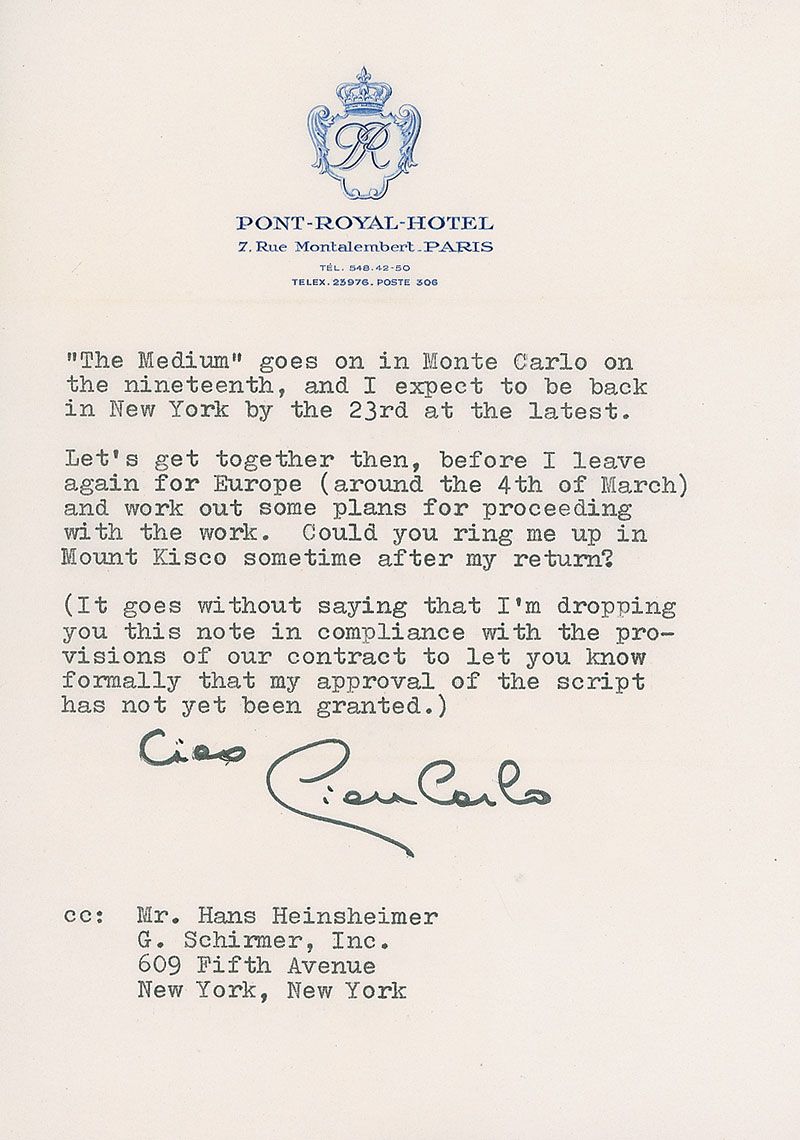 PR
PONT-ROYAL-HOTEL
7, Rue Montalembert_PARIS
TÉL. 548.42-50
TELEX. 23976. POSTE 306
"The Medium" goes on in Monte Carlo on
the nineteenth, and I expect to be back
in New York by the 23rd at the latest.
Let's get together then, before I leave
again for Europe (around the 4th of March)
and work out some plans for proceeding
with the work.  Could you ring me up in
Mount Kisco sometime after my return?
(It goes without saying that I'm dropping
you this note in compliance with the pro-
visions of our contract to let you know
formally that my approval of the script
has not yet been granted.)
Ciao
Gian Carlo
cc:  Mr. Hans Heinsheimer
G. Schirmer, Inc.
609 Fifth Avenue
New York, New York